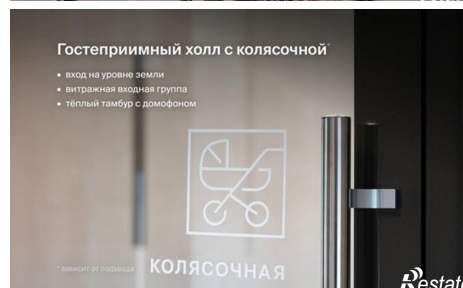 Гостеприимный холл с колясочной*
• вход на уровне земли
• витражная входная группа
• тёплый тамбур с домофоном
* зависит от подъезда
КОЛЯСОЧНАЯ
Restat